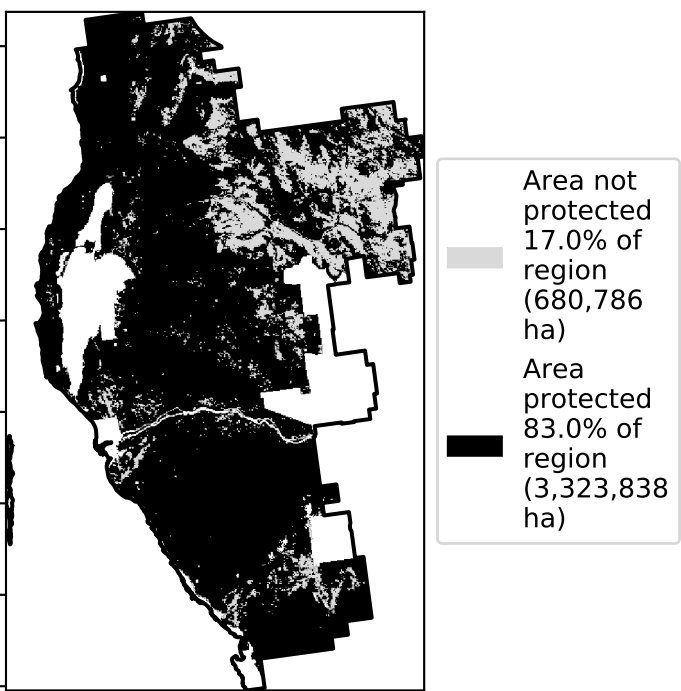 Area not
protected
17.0% of
region
(680,786
ha)
Area
protected
83.0% of
region
(3,323,838
ha)